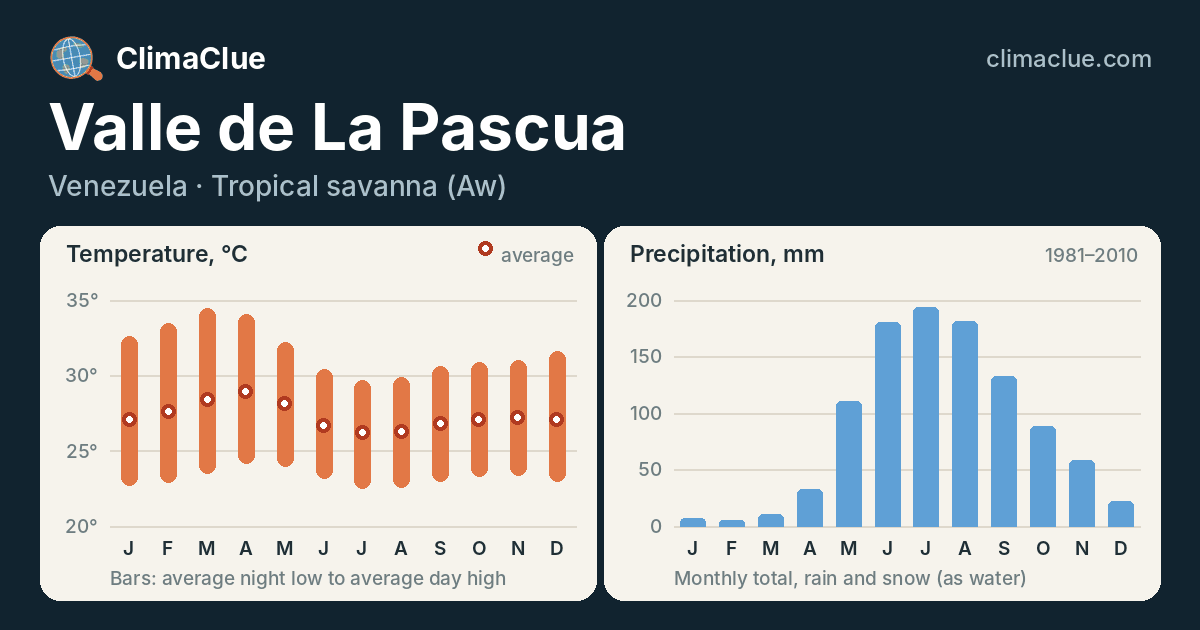 ClimaClue
climaclue.com
Valle de La Pascua
Venezuela · Tropical savanna (Aw)
Temperature, °C
average
35°
30°
25°
20°
J F M A M J J A S O N D
Bars: average night low to average day high
Precipitation, mm
1981–2010
200
150
100
50
0
J F M A M J J A S O N D
Monthly total, rain and snow (as water)